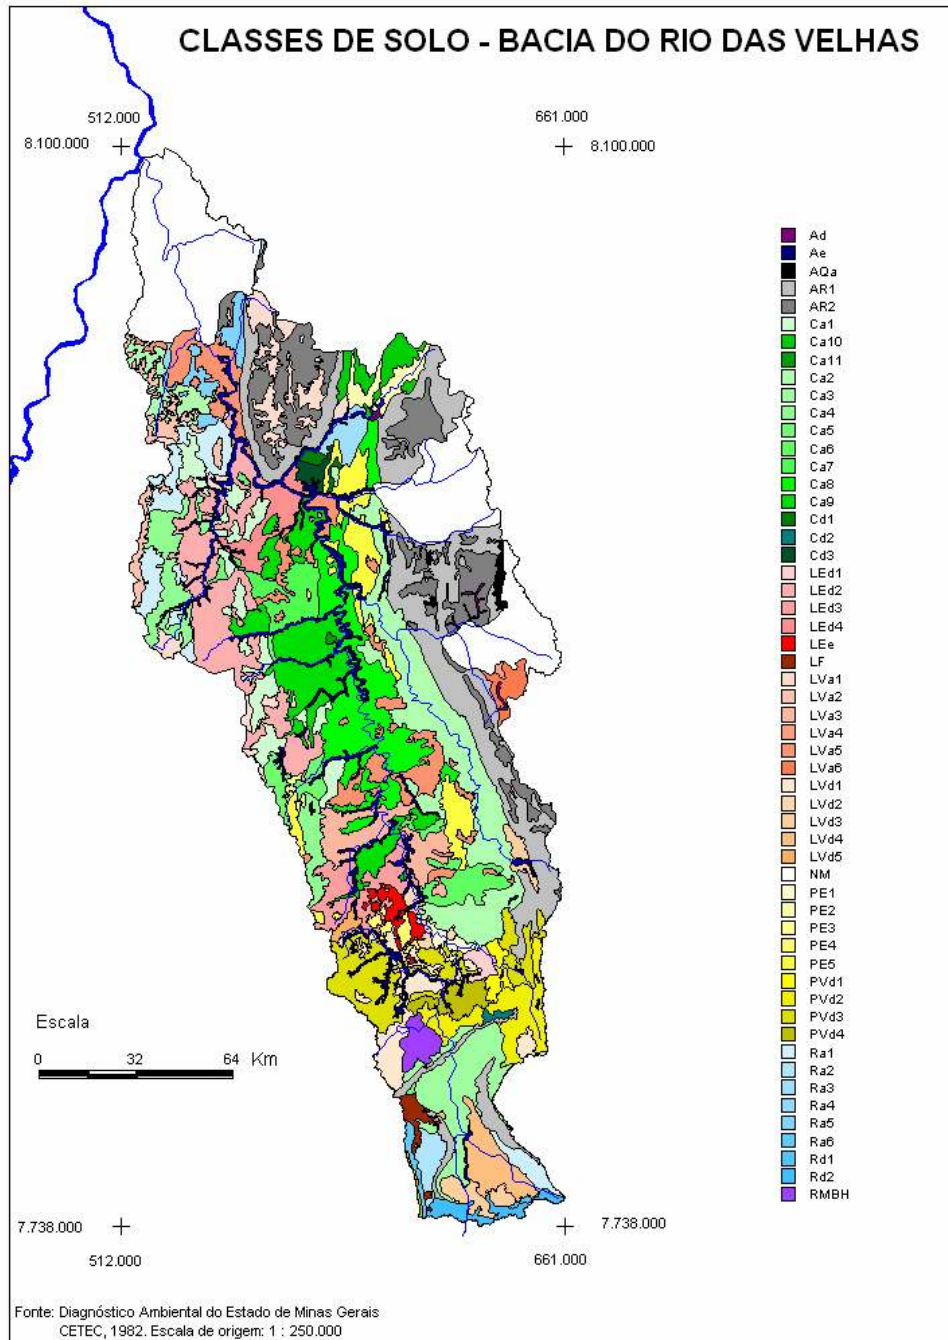 CLASSES DE SOLO - BACIA DO RIO DAS VELHAS
512.000
661.000
8.100.000
8.100.000
Ad
Ae
AQa
AR1
AR2
Ca1
Ca10
Ca11
Ca2
Ca3
Ca4
Ca5
Ca6
Ca7
Ca8
Ca9
Cd1
Cd2
Cd3
LEd1
LEd2
LEd3
LEd4
LEe
LF
LVa1
LVa2
LVa3
LVa4
LVa5
LVa6
LVd1
LVd2
LVd3
LVd4
LVd5
NM
PE1
PE2
PE3
PE4
PE5
PVd1
PVd2
PVd3
PVd4
Ra1
Ra2
Ra3
Ra4
Ra5
Ra6
Rd1
Rd2
RMBH
Escala
0 32 64 Km
7.738.000
7.738.000
512.000
661.000
Fonte: Diagnóstico Ambiental do Estado de Minas Gerais
CETEC, 1982. Escala de origem: 1 : 250.000